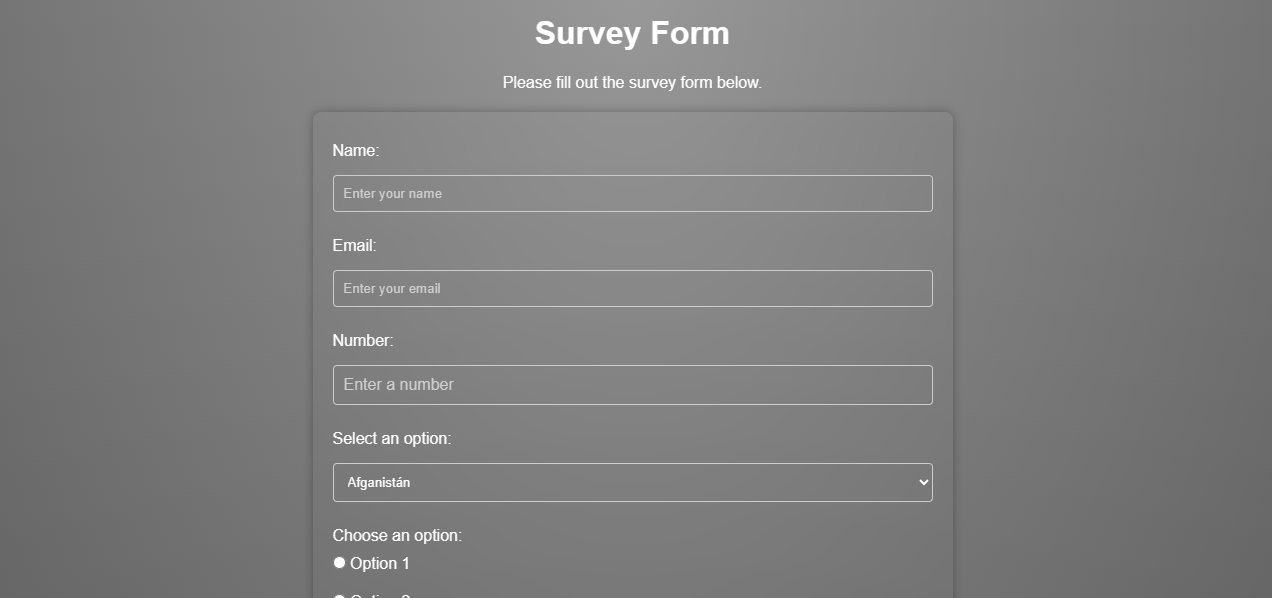 Survey Form
Please fill out the survey form below.
Name:
Enter your name
Email:
Enter your email
Number:
Enter a number
Select an option:
Afganistán
Choose an option:
Option 1